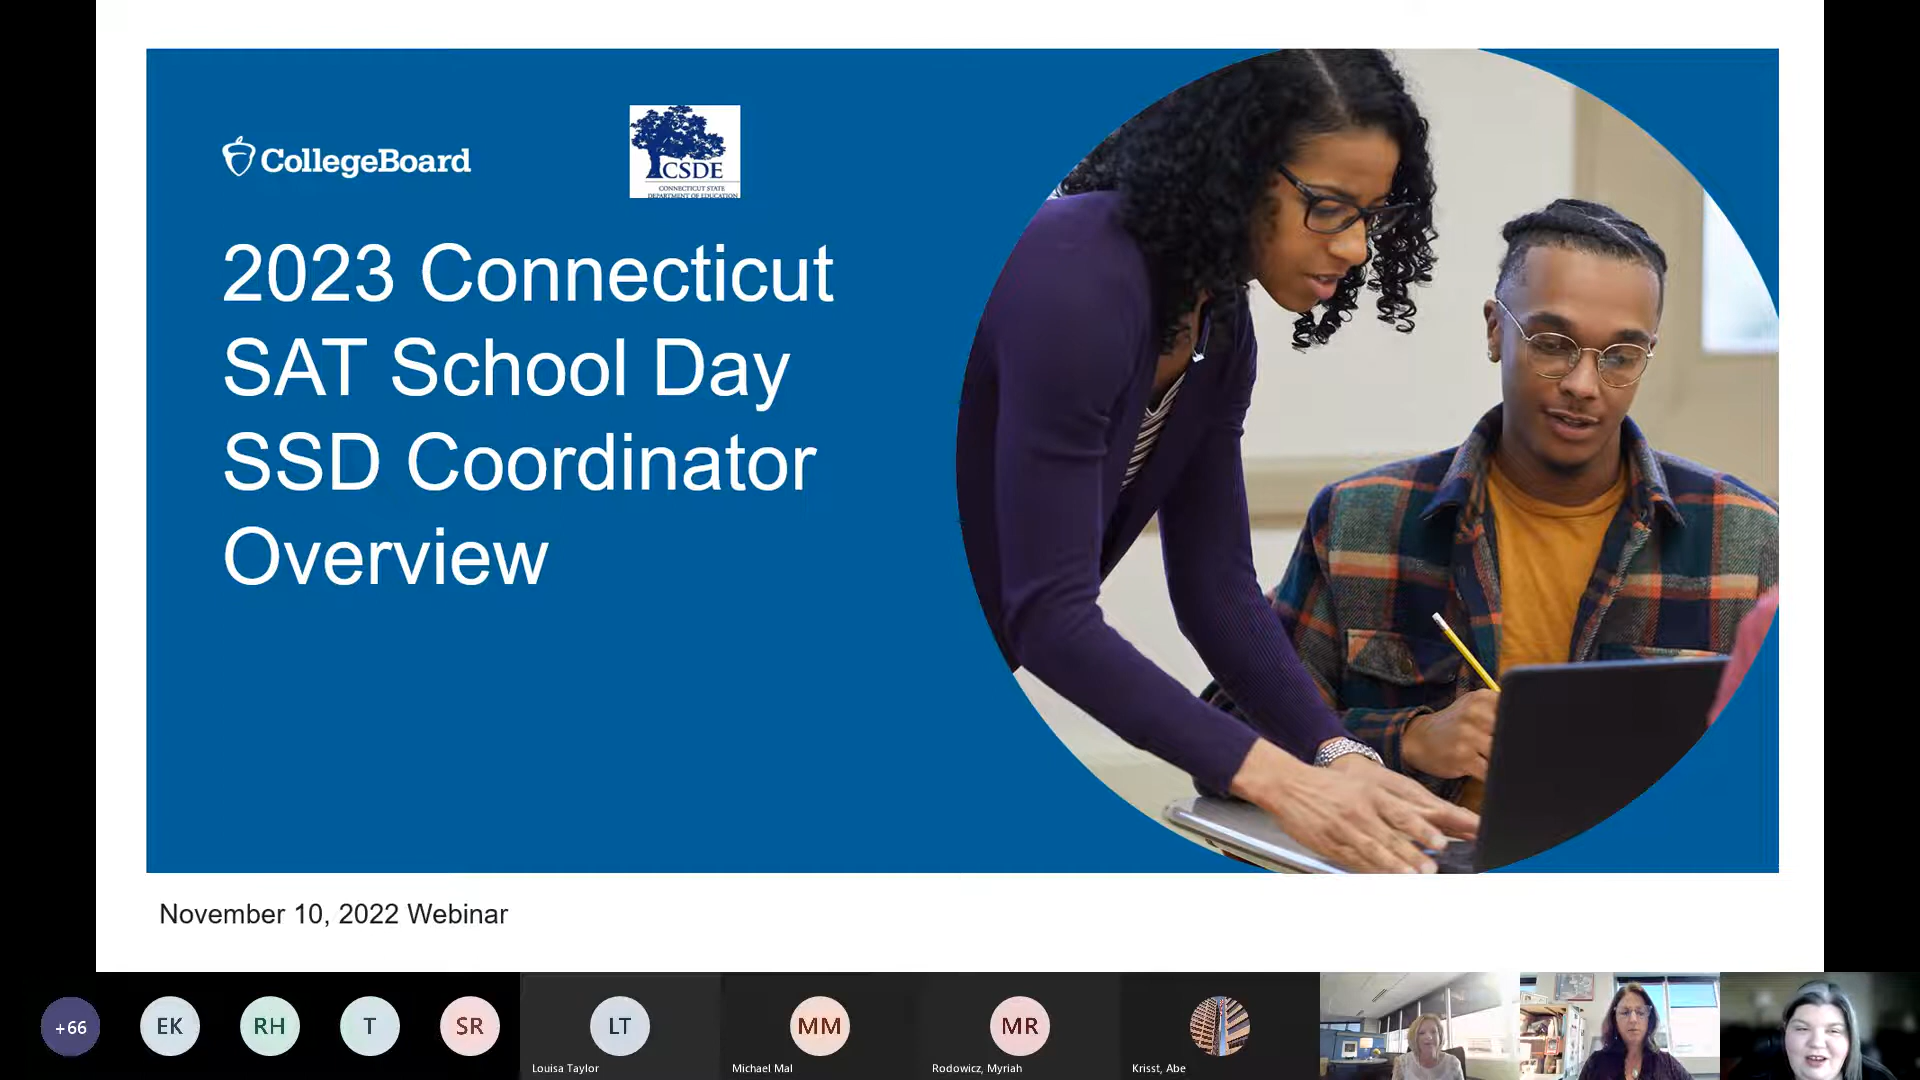 CollegeBoard
CSDE
CONNECTICUT STATE
DEPARTMENT OF EDUCATION
2023 Connecticut
SAT School Day
SSD Coordinator
Overview
November 10, 2022 Webinar
+66
EK
RH
T
SR
LT
MM
MR
Louisa Taylor
Michael Mal
Rodowicz, Myriah
Krisst, Abe